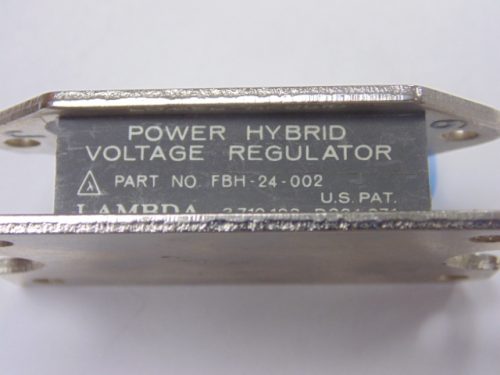 POWER HYBRID
VOLTAGE REGULATOR
PART NO. FBH-24-002
U.S. PAT.
LAMBDA